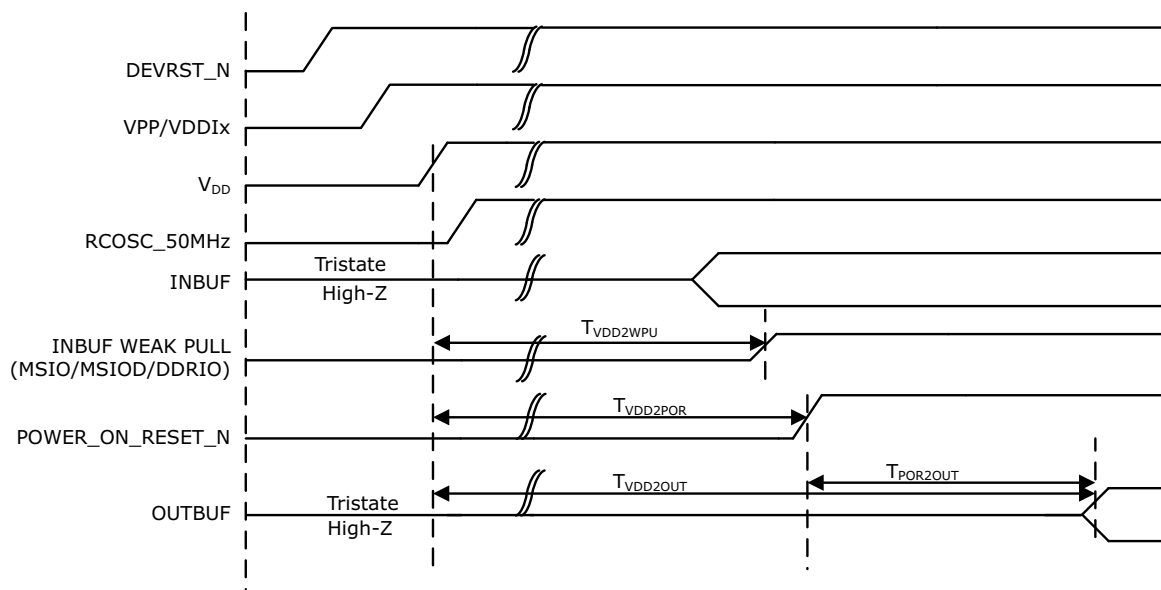 DEVRST_N
VPP/VDDIx
VDD
RCOSC_50MHz
INBUF
Tristate
High-Z
INBUF WEAK PULL
(MSIO/MSIOD/DDRIO)
TVDD2WPU
POWER_ON_RESET_N
TVDD2POR
OUTBUF
Tristate
High-Z
TVDD2OUT
TPOR2OUT